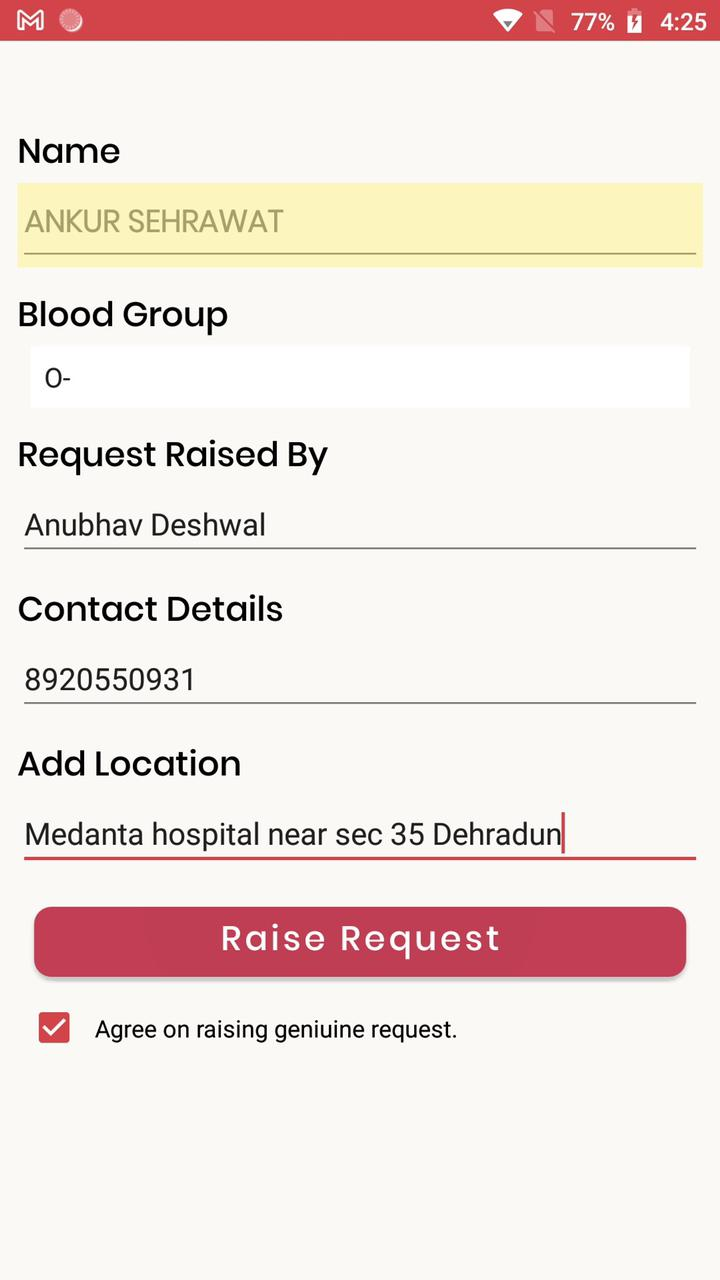 77% 4:25
Name
ANKUR SEHRAWAT
Blood Group
O-
Request Raised By
Anubhav Deshwal
Contact Details
8920550931
Add Location
Medanta hospital near sec 35 Dehradun
Raise Request
Agree on raising geniuine request.